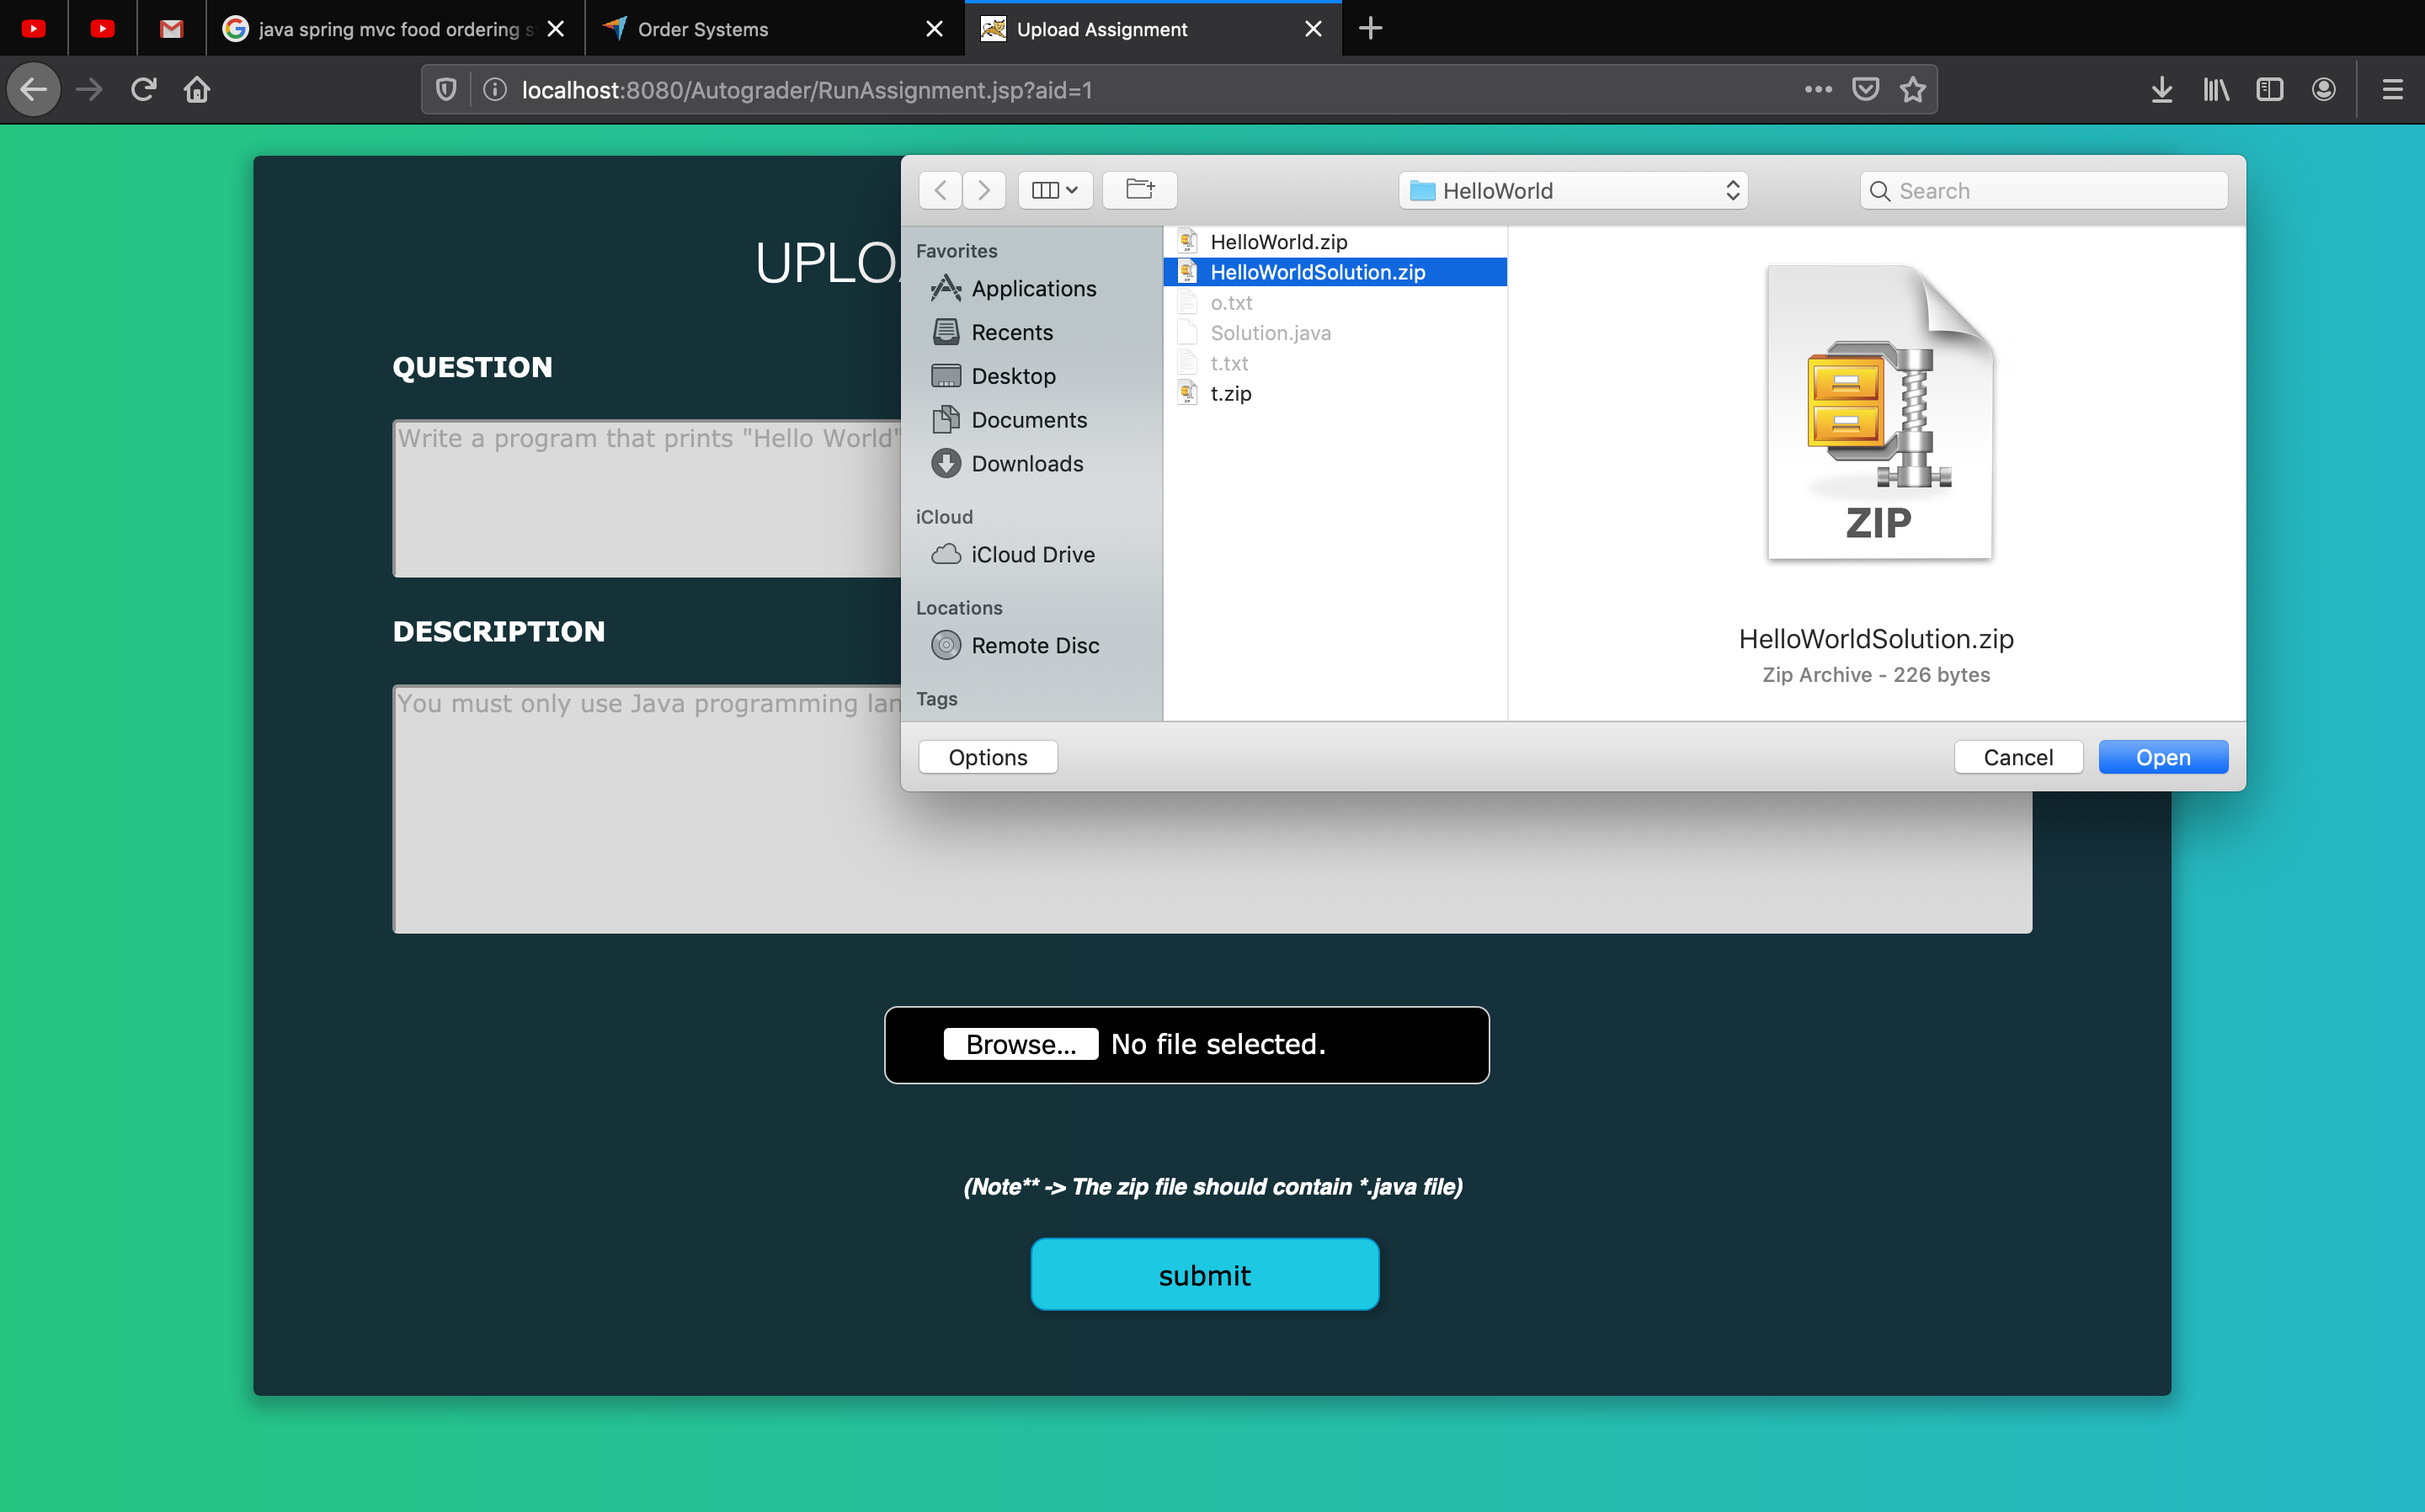 java spring mvc food ordering s
Order Systems
Upload Assignment
localhost:8080/Autograder/RunAssignment.jsp?aid=1
HelloWorld
Search
UPLOA
QUESTION
Write a program that prints "Hello World"
DESCRIPTION
You must only use Java programming lan
Favorites
Applications
Recents
Desktop
Documents
Downloads
iCloud
iCloud Drive
Locations
Remote Disc
Tags
HelloWorld.zip
HelloWorldSolution.zip
o.txt
Solution.java
t.txt
t.zip
ZIP
HelloWorldSolution.zip
Zip Archive - 226 bytes
Options
Cancel
Open
Browse... No file selected.
(Note** -> The zip file should contain *.java file)
submit